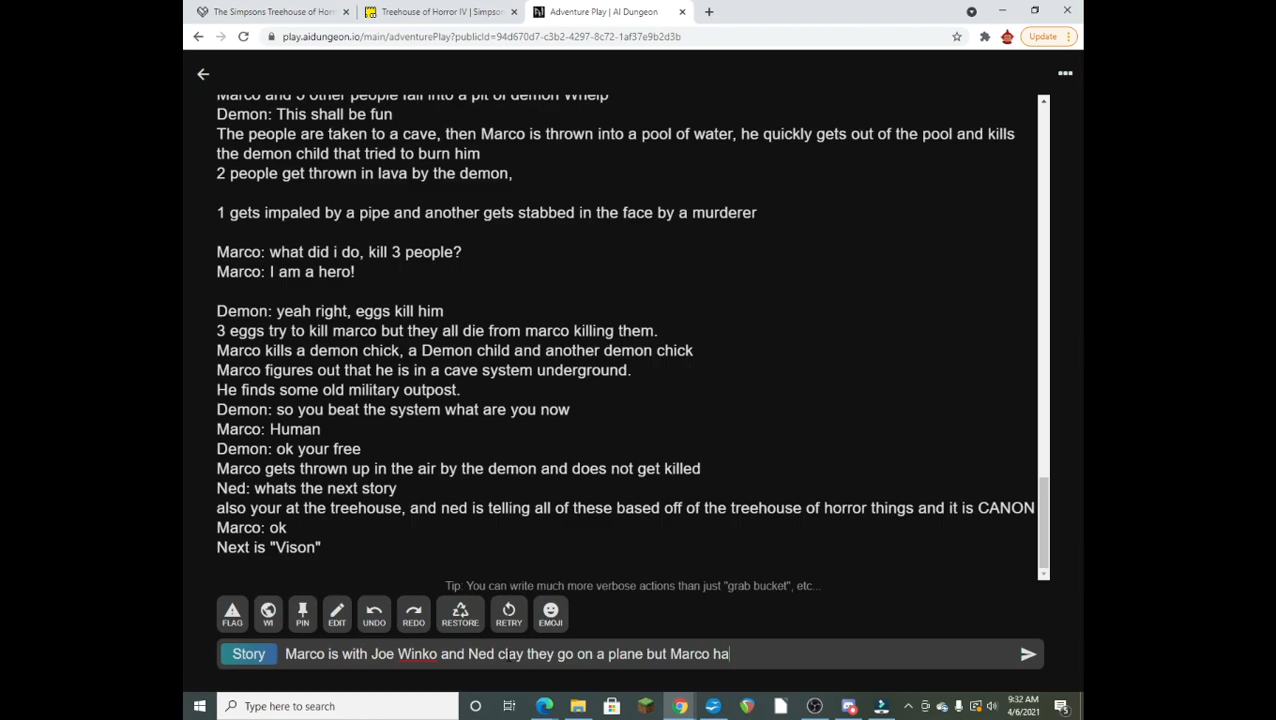 The Simpsons Treehouse of Horr
Treehouse of Horror IV | Simpson
Adventure Play | AI Dungeon
play.aidungeon.io/main/adventurePlay?publicId=94d670d7-c3b2-4297-8c72-1af37e9b2d3b
Update
Marco and 5 other people fall into a pit of demon Whelp
Demon: This shall be fun
The people are taken to a cave, then Marco is thrown into a pool of water, he quickly gets out of the pool and kills
the demon child that tried to burn him
2 people get thrown in lava by the demon,
1 gets impaled by a pipe and another gets stabbed in the face by a murderer
Marco: what did i do, kill 3 people?
Marco: I am a hero!
Demon: yeah right, eggs kill him
3 eggs try to kill marco but they all die from marco killing them.
Marco kills a demon chick, a Demon child and another demon chick
Marco figures out that he is in a cave system underground.
He finds some old military outpost.
Demon: so you beat the system what are you now
Marco: Human
Demon: ok your free
Marco gets thrown up in the air by the demon and does not get killed
Ned: whats the next story
also your at the treehouse, and ned is telling all of these based off of the treehouse of horror things and it is CANON
Marco: ok
Next is "Vison"
Tip: You can write much more verbose actions than just "grab bucket", etc...
FLAG WI PIN EDIT UNDO REDO RESTORE RETRY EMOJI
Story Marco is with Joe Winko and Ned clay they go on a plane but Marco ha
Type here to search
9:32 AM
4/6/2021
5